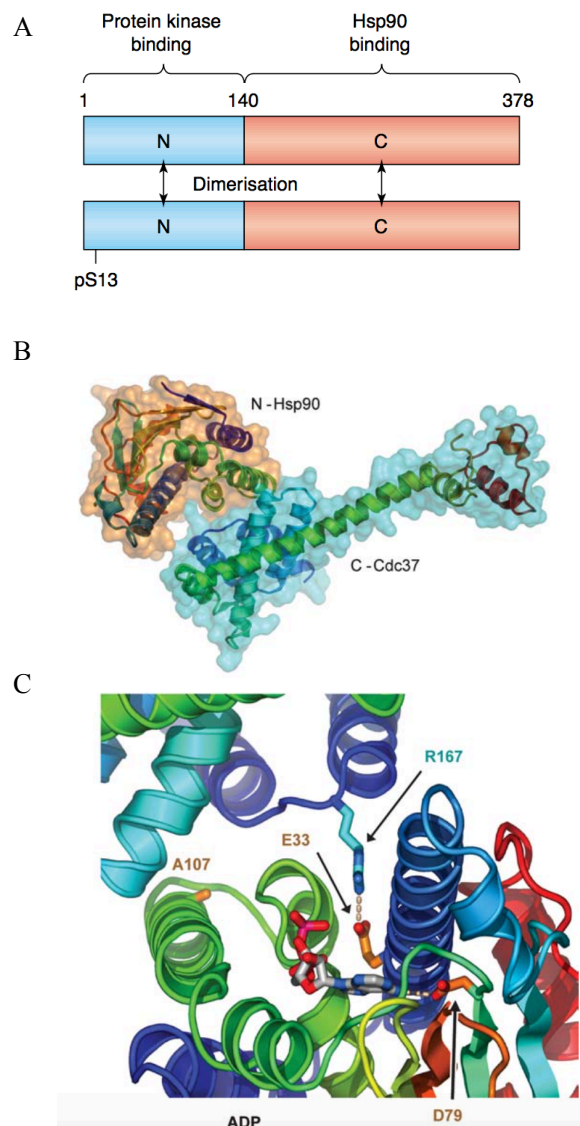 A
Protein kinase binding
Hsp90 binding
1 140 378
N C
Dimerisation
N C
pS13
B
N -Hsp90
C -Cdc37
C
R167
E33
A107
ADP
D79